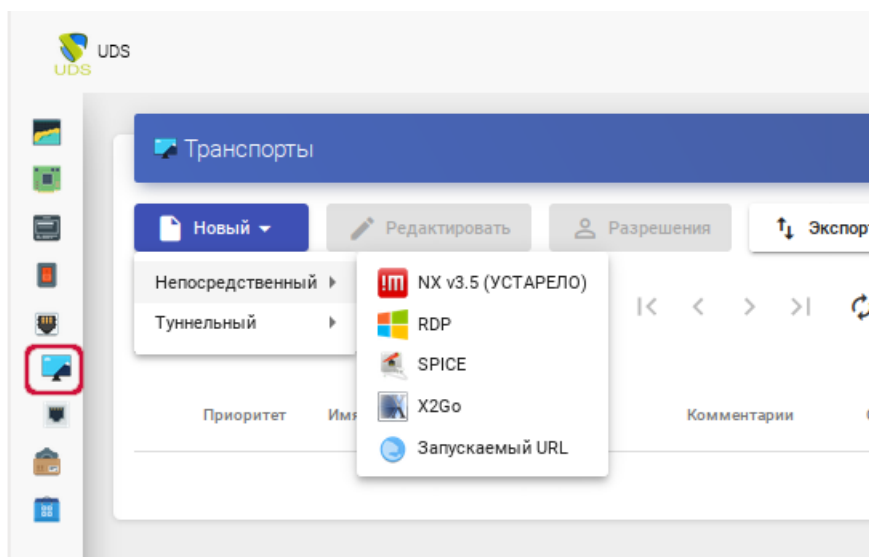 UDS
UDS
Транспорты
Новый Редактировать Разрешения Экспор
Непосредственный NX v3.5 (УСТАРЕЛО)
Туннельный RDP
SPICE
X2Go
Запускаемый URL
Приоритет Имя Комментарии